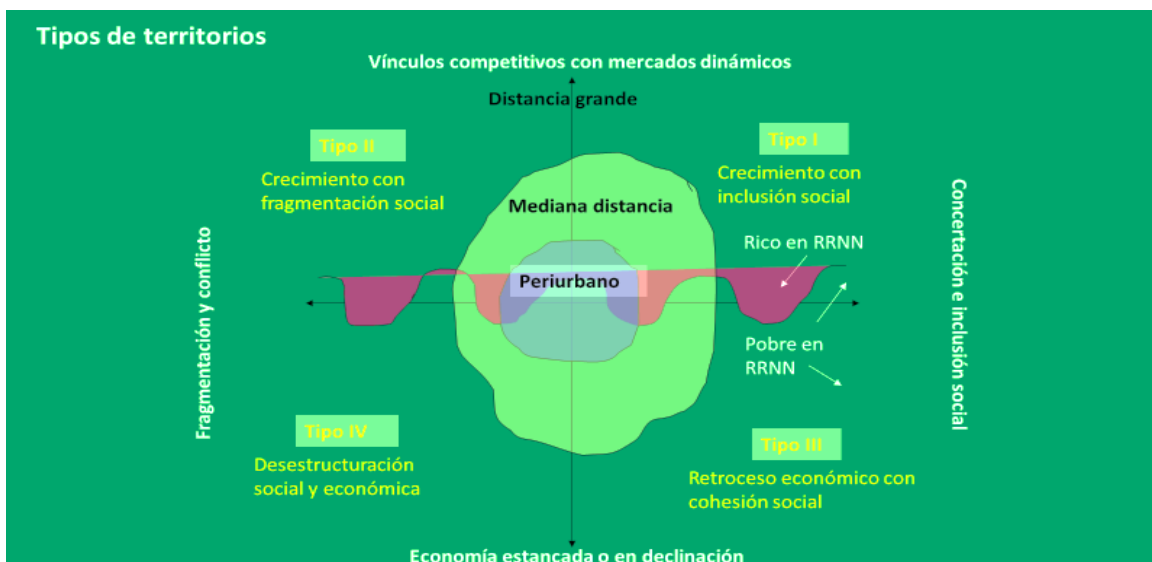 Tipos de territorios
Vínculos competitivos con mercados dinámicos
Distancia grande
Tipo II
Crecimiento con
fragmentación social
Tipo I
Crecimiento con
inclusión social
Mediana distancia
Rico en RRNN
Periurbano
Fragmentación y conflicto
Concertación e inclusión social
Pobre en
RRNN
Tipo IV
Desestructuración
social y económica
Tipo III
Retroceso económico con
cohesión social
Economía estancada o en declinación